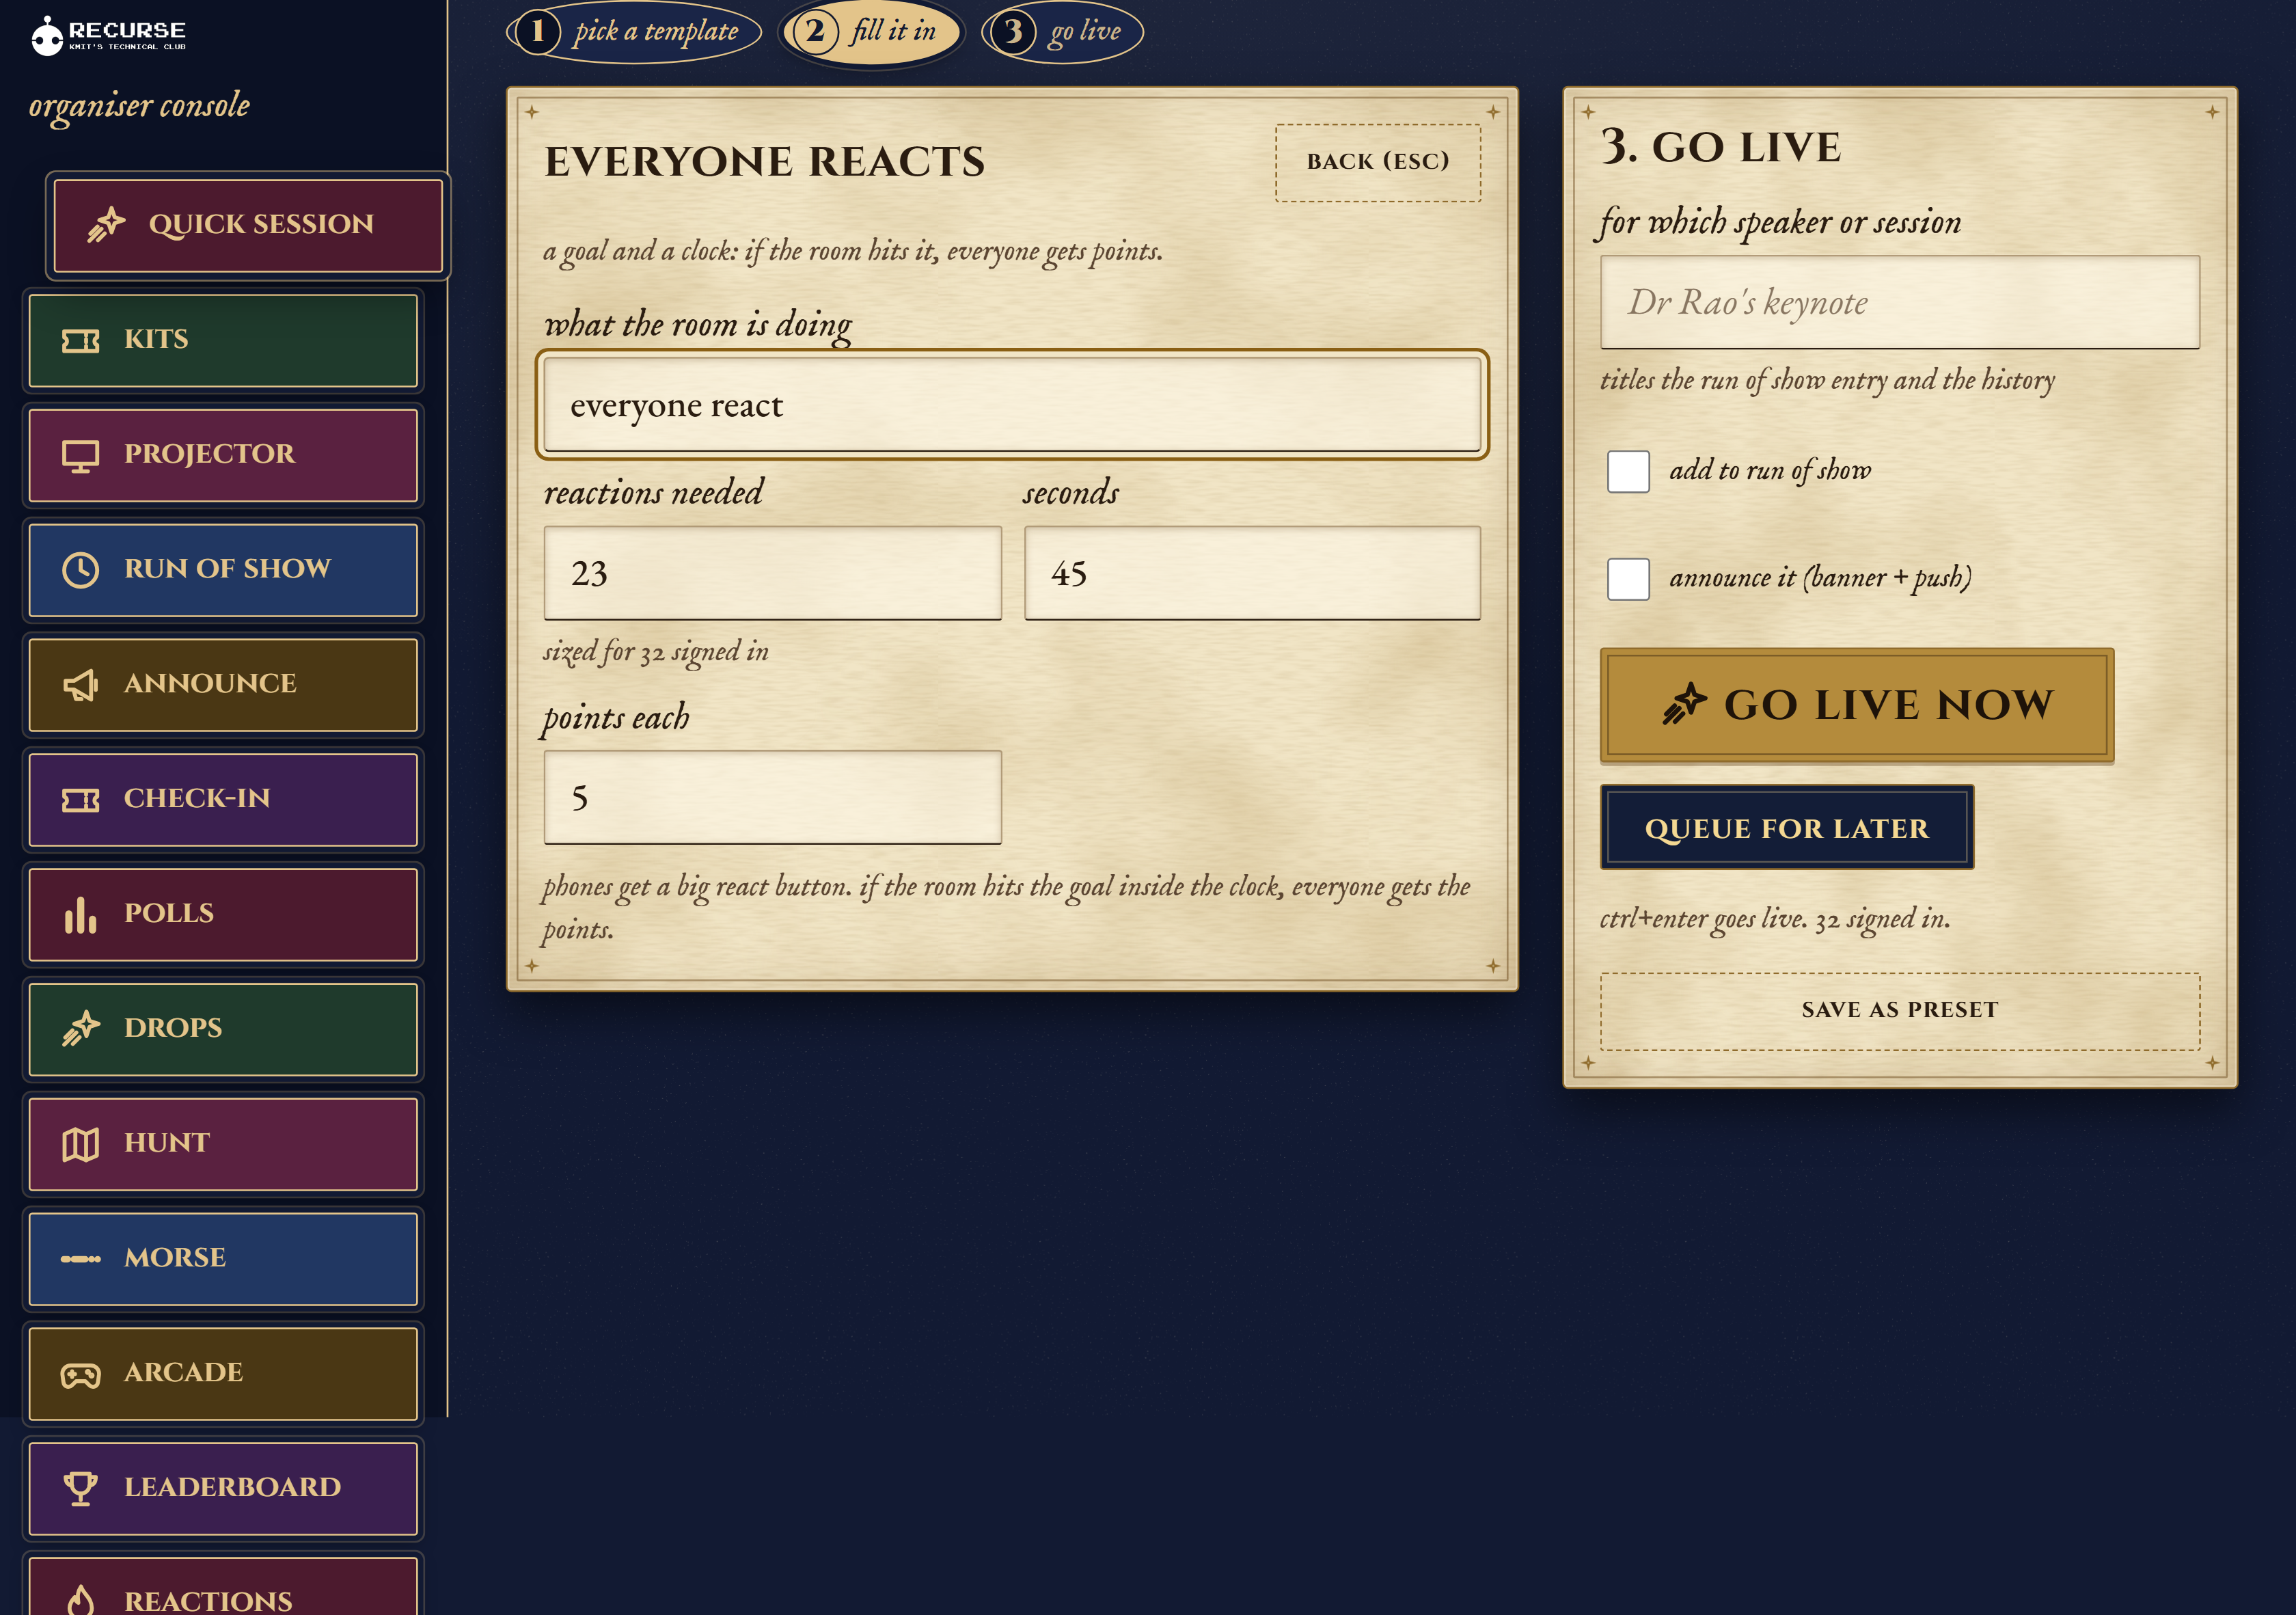 RECURSE
KMIT'S TECHNICAL CLUB
organiser console
QUICK SESSION
KITS
PROJECTOR
RUN OF SHOW
ANNOUNCE
CHECK-IN
POLLS
DROPS
HUNT
MORSE
ARCADE
LEADERBOARD
REACTIONS
1 pick a template
2 fill it in
3 go live
EVERYONE REACTS
BACK (ESC)
a goal and a clock: if the room hits it, everyone gets points.
what the room is doing
everyone react
reactions needed
seconds
23
45
sized for 32 signed in
points each
5
phones get a big react button. if the room hits the goal inside the clock, everyone gets the
points.
3. GO LIVE
for which speaker or session
Dr Rao's keynote
titles the run of show entry and the history
add to run of show
announce it (banner + push)
GO LIVE NOW
QUEUE FOR LATER
ctrl+enter goes live. 32 signed in.
SAVE AS PRESET